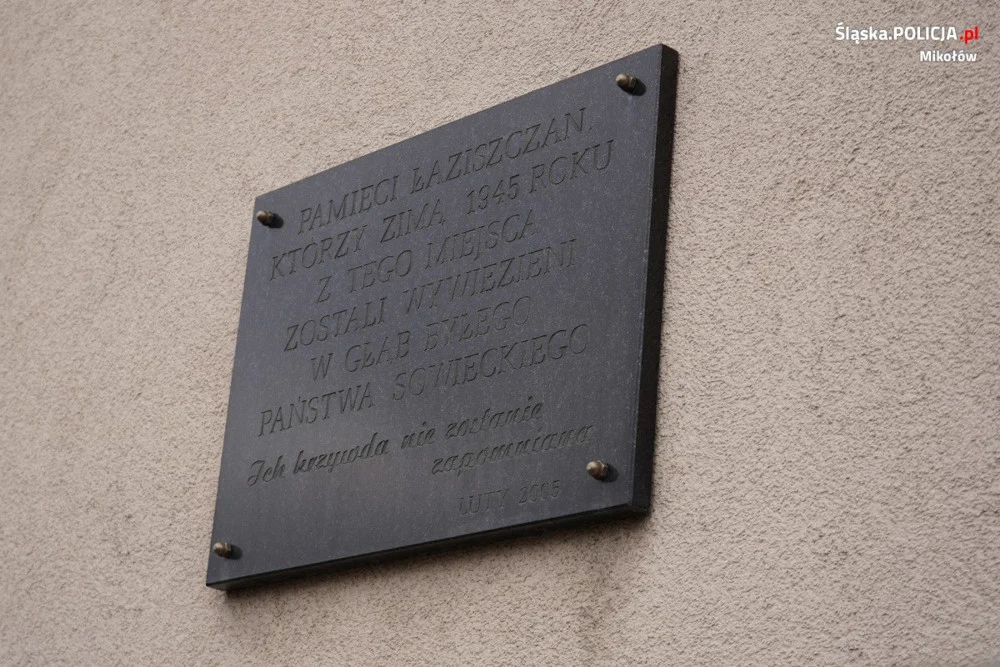 Śląska.POLICJA.pl
Mikołów
PAMIĘCI ŁAZISZCZAN,
KTÓRZY ZIMĄ 1945 ROKU
Z TEGO MIEJSCA
ZOSTALI WYWIEZIENI
W GŁĄB BYŁEGO
PAŃSTWA SOWIECKIEGO
Ich krzywda nie zostanie
zapomniana
LUTY 2005